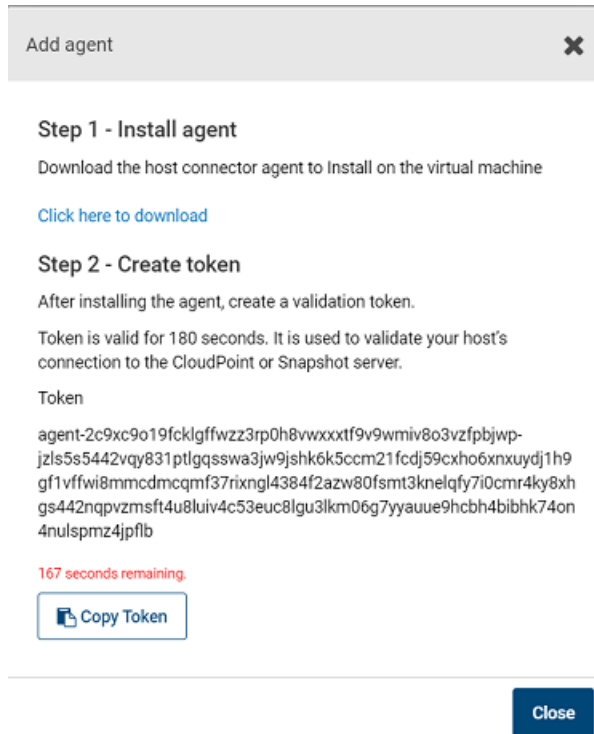 Add agent
Step 1 - Install agent
Download the host connector agent to Install on the virtual machine
Click here to download
Step 2 - Create token
After installing the agent, create a validation token.
Token is valid for 180 seconds. It is used to validate your host's
connection to the CloudPoint or Snapshot server.
Token
agent-2c9xc9o19fcklgffwzz3rp0h8vwxxxtf9v9wmiv8o3vzfpbjwp-
jzls5s5442vqy831ptlgqsswa3jw9jshk6k5ccm21fcdj59cxho6xnxuydj1h9
gf1vffwi8mmcdmcqmf37rixngl4384f2azw80fsmt3knelqfy7i0cmr4ky8xh
gs442nqpvzmsft4u8luiv4c53euc8lgu3lkm06g7yyauue9hcbh4bibhk74on
4nulspmz4jpflb
167 seconds remaining.
Copy Token
Close